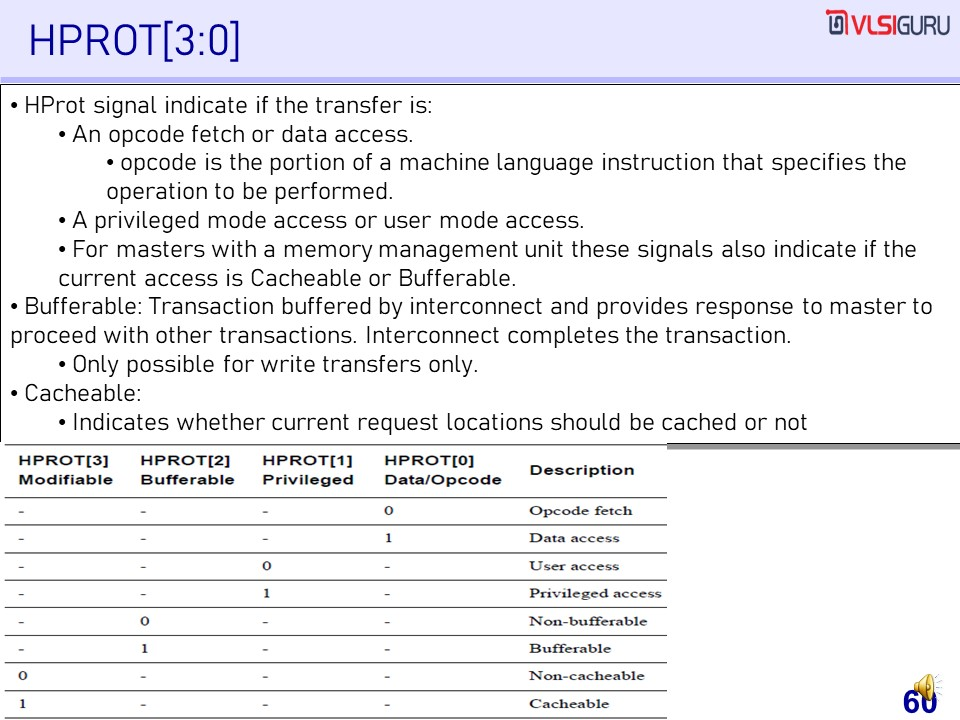 HPROT[3:0]
VLSIGURU
• HProt signal indicate if the transfer is:
• An opcode fetch or data access.
• opcode is the portion of a machine language instruction that specifies the
operation to be performed.
• A privileged mode access or user mode access.
• For masters with a memory management unit these signals also indicate if the
current access is Cacheable or Bufferable.
• Bufferable: Transaction buffered by interconnect and provides response to master to
proceed with other transactions. Interconnect completes the transaction.
• Only possible for write transfers only.
• Cacheable:
• Indicates whether current request locations should be cached or not
HPROT[3] HPROT[2] HPROT[1] HPROT[0] Description
Modifiable Bufferable Privileged Data/Opcode
- - - 0 Opcode fetch
- - - 1 Data access
- - 0 - User access
- - 1 - Privileged access
- 0 - - Non-bufferable
- 1 - - Bufferable
0 - - - Non-cacheable
1 - - - Cacheable
60